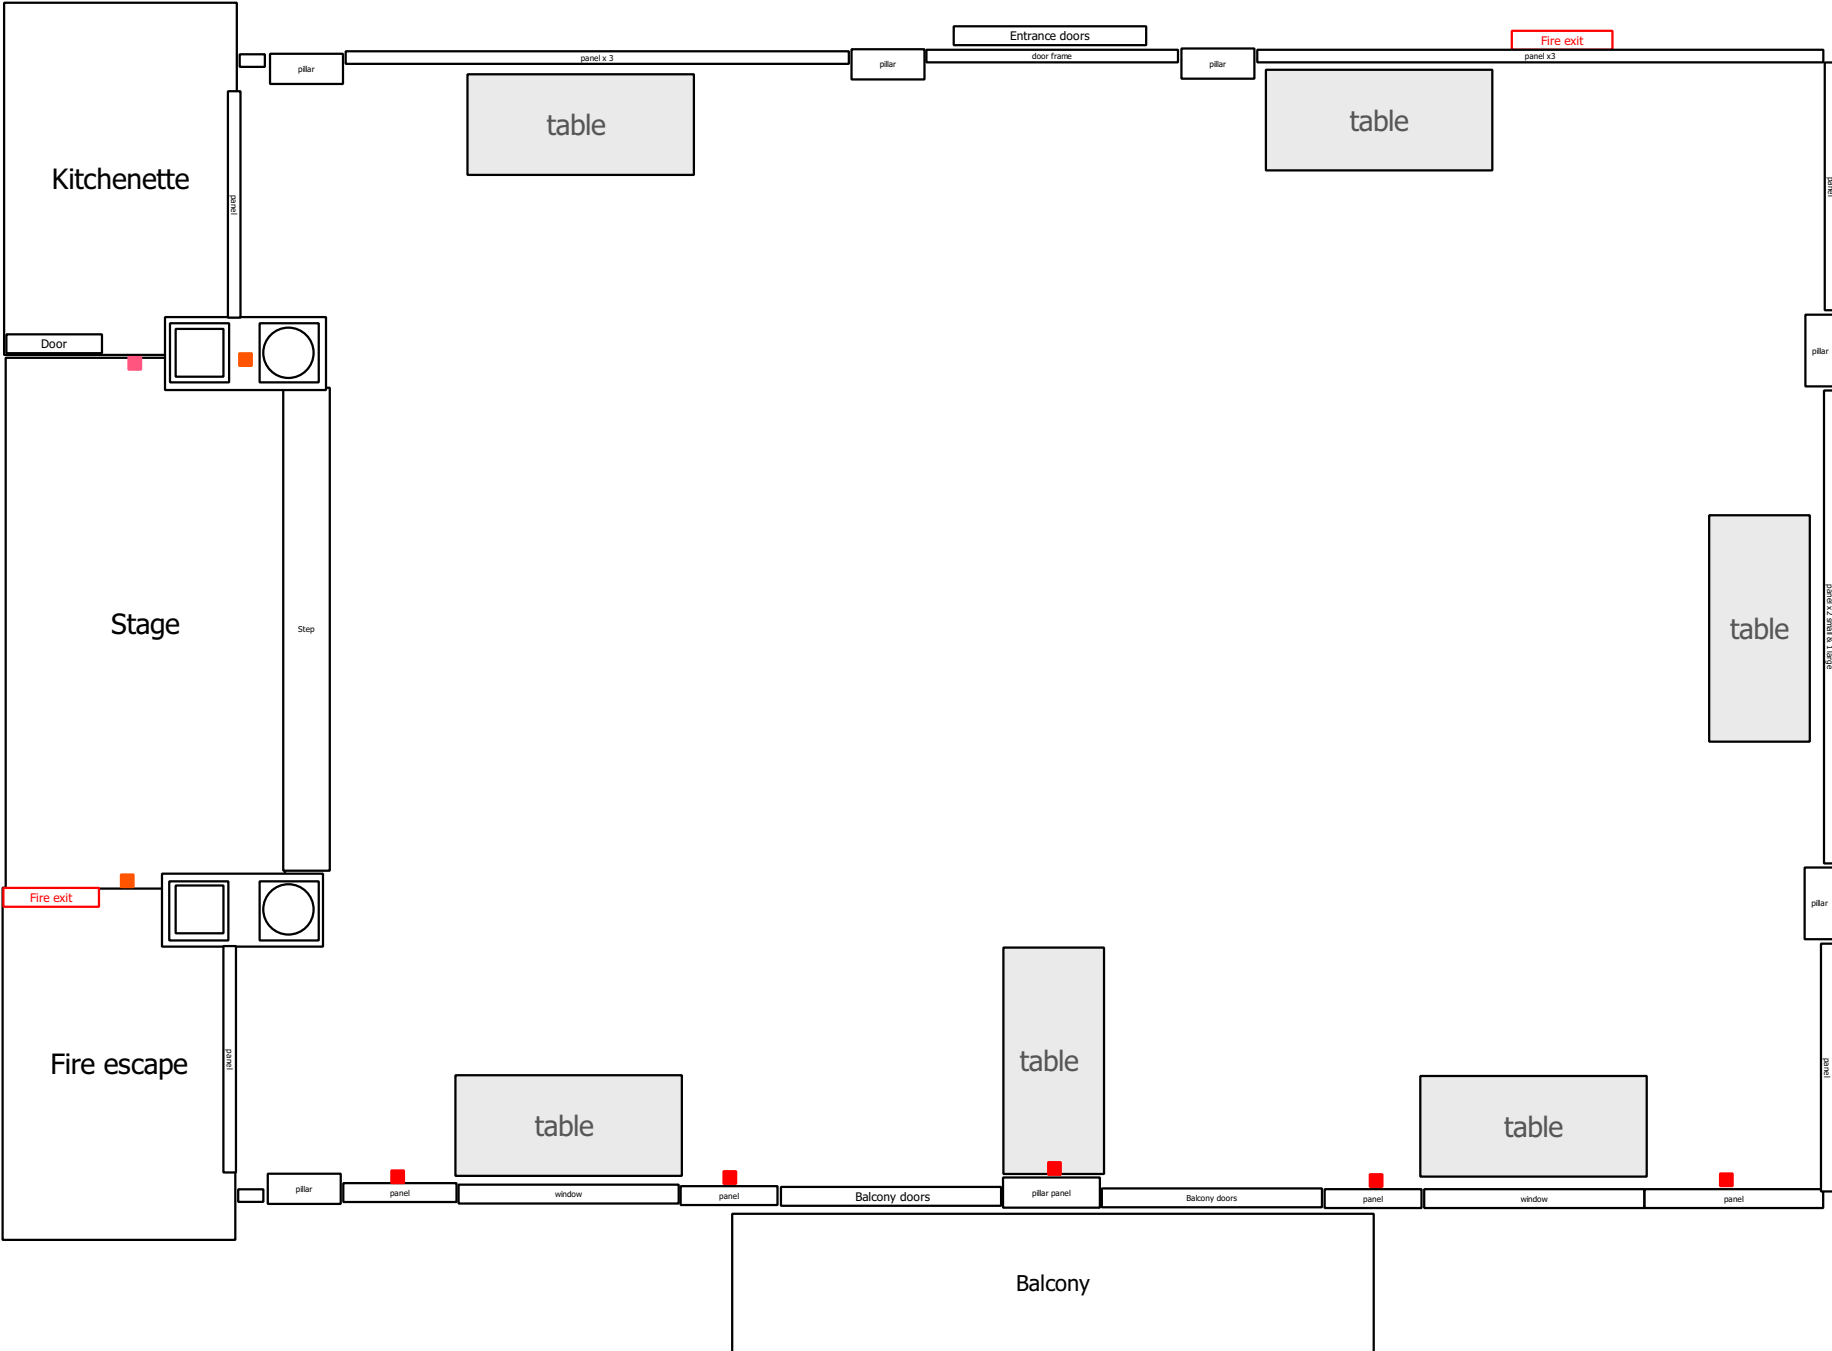 Entrance doors
Fire exit
panel x 3
door frame
panel x3
pillar
pillar
pillar
table
table
Kitchenette
panel
panel
Door
pillar
Stage
Step
table
panel x 2 small & 1 large
Fire exit
pillar
Fire escape
panel
table
panel
table
table
pillar
panel
window
panel
Balcony doors
pillar panel
Balcony doors
panel
window
panel
Balcony